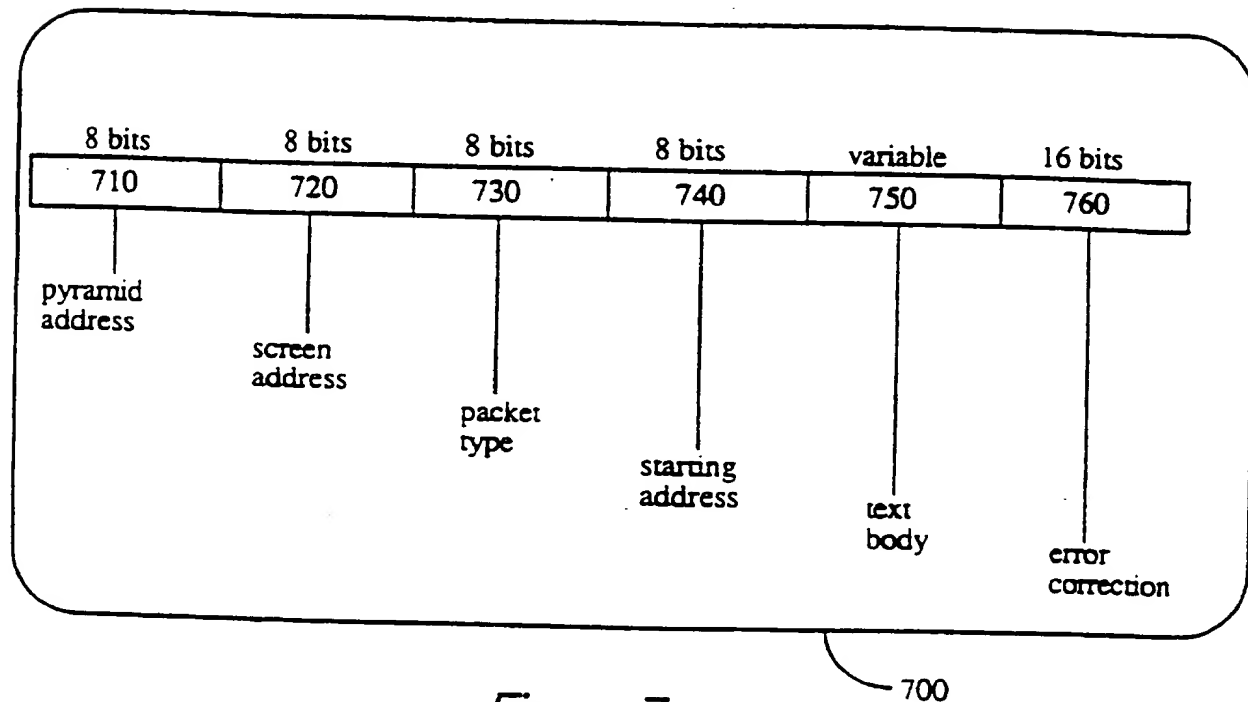 8 bits 8 bits 8 bits 8 bits variable 16 bits
710 720 730 740 750 760
pyramid
address
screen
address
packet
type
starting
address
text
body
error
correction
700